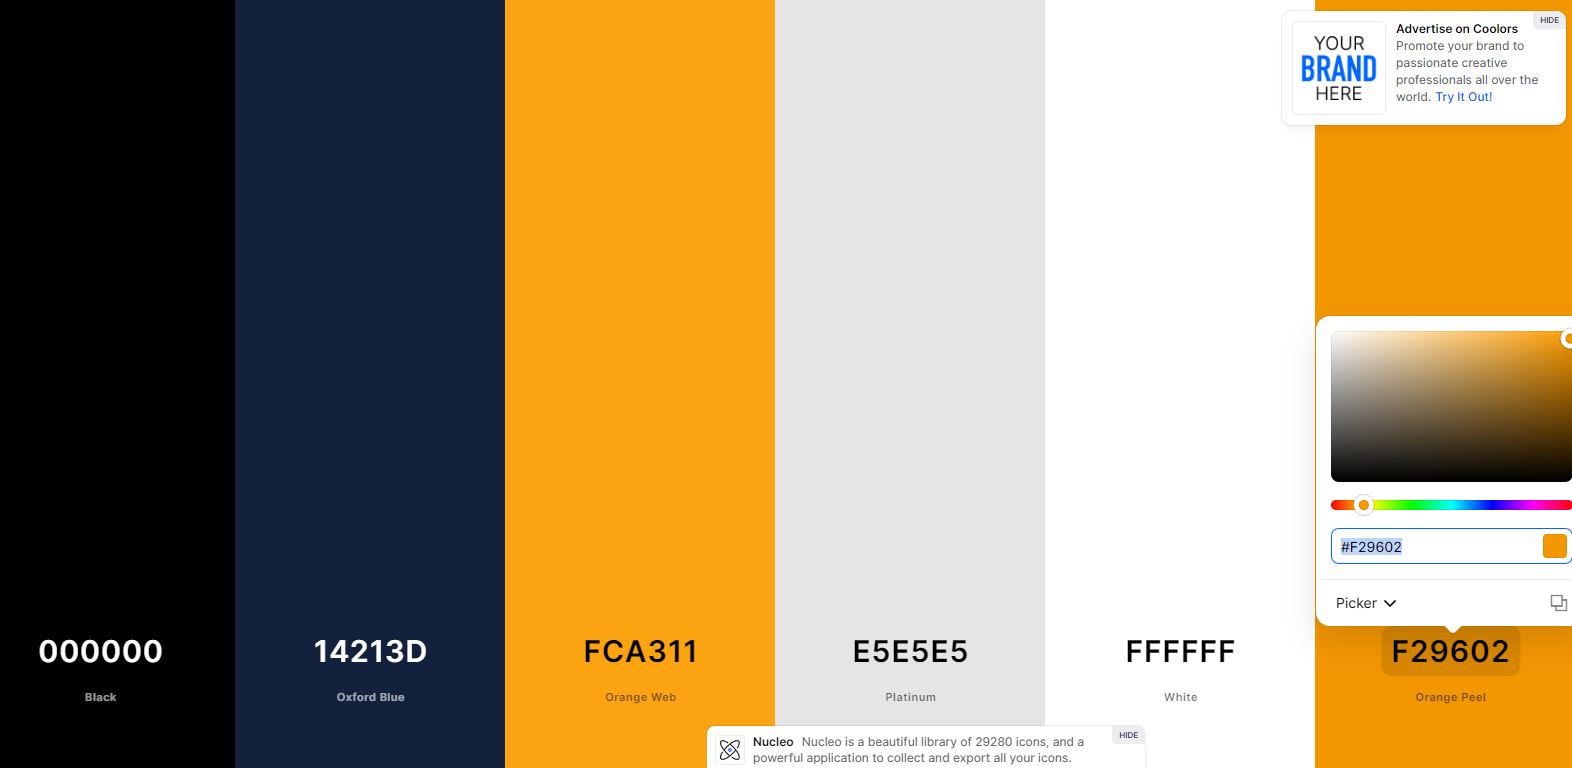 HIDE
YOUR
BRAND
HERE
Advertise on Coolors
Promote your brand to
passionate creative
professionals all over the
world. Try It Out!
#F29602
Picker
000000
Black
14213D
Oxford Blue
FCA311
Orange Web
E5E5E5
Platinum
FFFFFF
White
F29602
Orange Peel
Nucleo Nucleo is a beautiful library of 29280 icons, and a
powerful application to collect and export all your icons.
HIDE